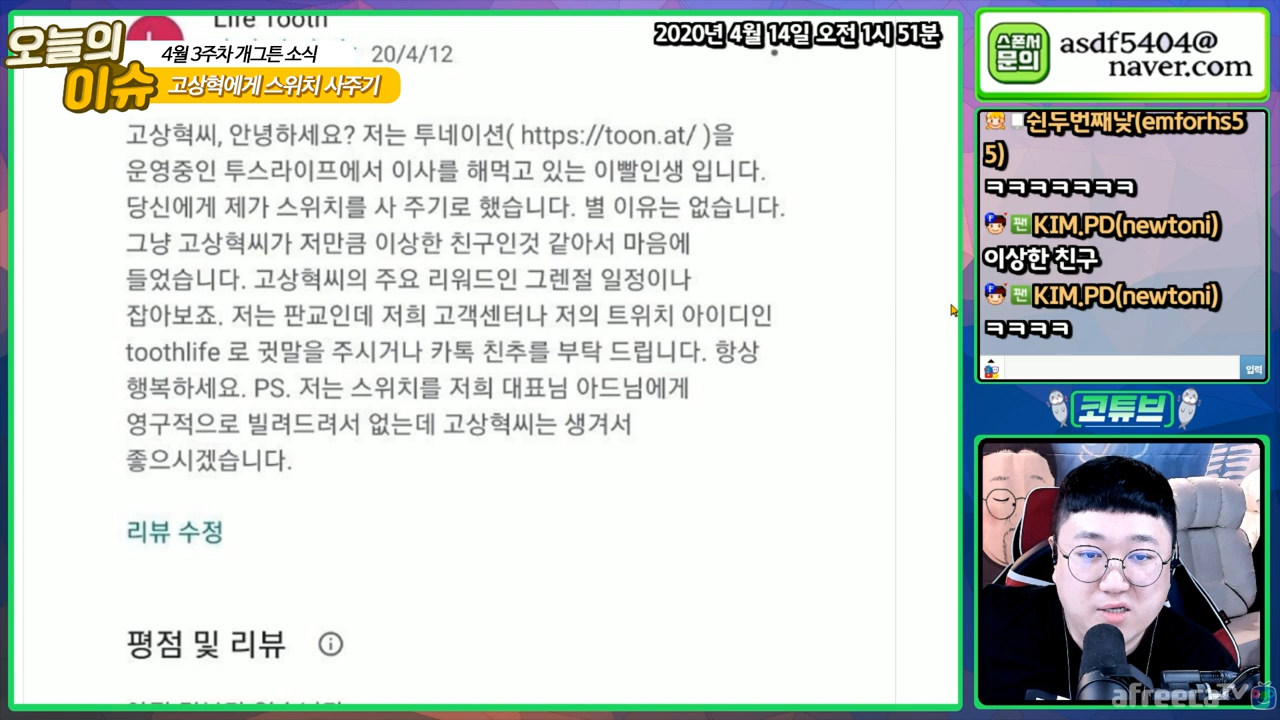 오늘의
이슈
4월 3주차 개그튼 소식
고상혁에게 스위치 사주기
Life Tooth
20/4/12
2020년 4월 14일 오전 1시 51분
고상혁씨, 안녕하세요? 저는 투네이션( https://toon.at/ )을
운영중인 투스라이프에서 이사를 해먹고 있는 이빨인생 입니다.
당신에게 제가 스위치를 사 주기로 했습니다. 별 이유는 없습니다.
그냥 고상혁씨가 저만큼 이상한 친구인것 같아서 마음에
들었습니다. 고상혁씨의 주요 리워드인 그렌절 일정이나
잡아보죠. 저는 판교인데 저희 고객센터나 저의 트위치 아이디인
toothlife 로 귓말을 주시거나 카톡 친추를 부탁 드립니다. 항상
행복하세요. PS. 저는 스위치를 저희 대표님 아드님에게
영구적으로 빌려드려서 없는데 고상혁씨는 생겨서
좋으시겠습니다.
리뷰 수정
평점 및 리뷰
스폰서
문의
asdf5404@
naver.com
쉰두번째낮(emforhs5
5)
ㅋㅋㅋㅋㅋㅋㅋ
팬 KIM.PD(newtoni)
이상한 친구
팬 KIM.PD(newtoni)
ㅋㅋㅋㅋ
입력
코튜브
afreecaTV